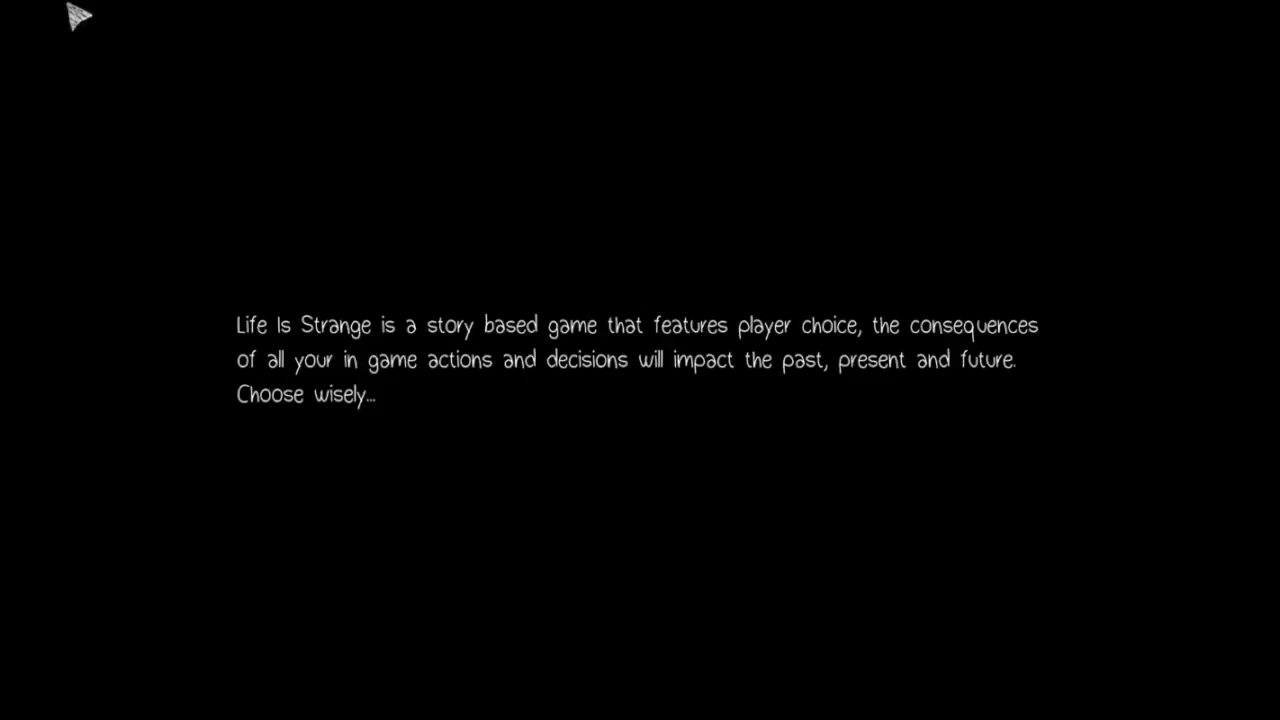 Life Is Strange is a story based game that features player choice, the consequences
of all your in game actions and decisions will impact the past, present and future.
Choose wisely...